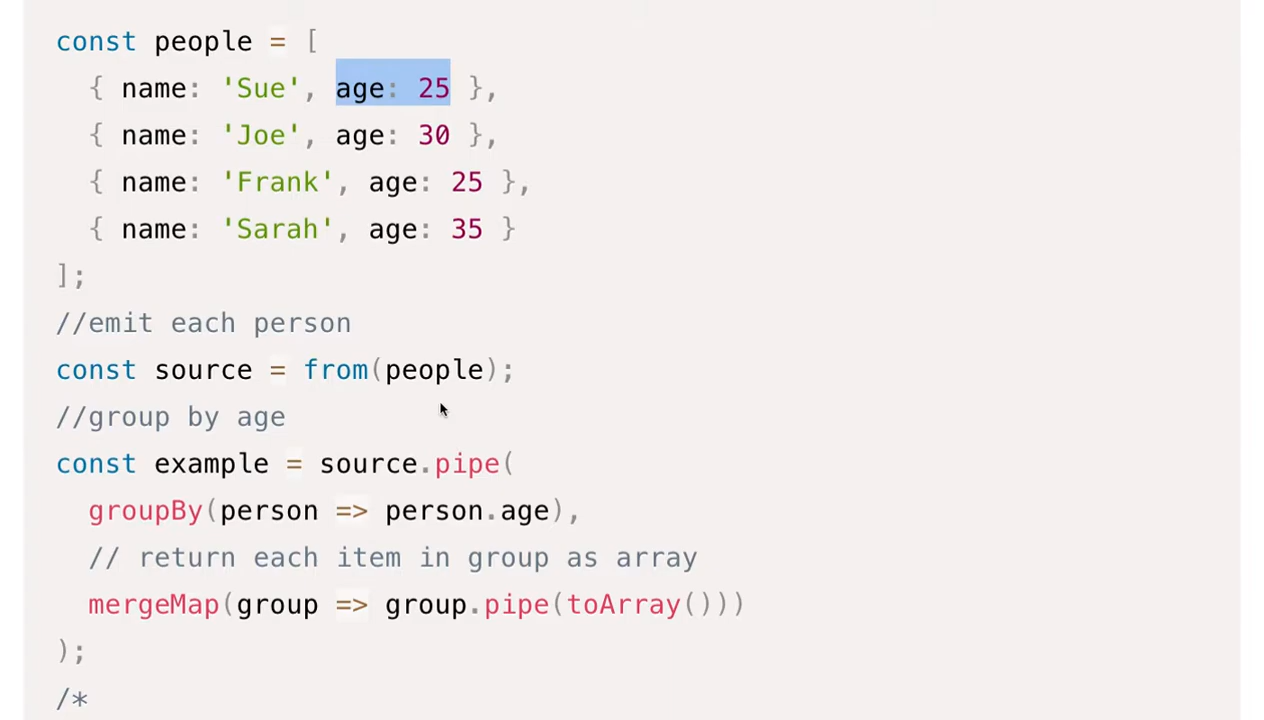 const people = [
  { name: 'Sue', age: 25 },
  { name: 'Joe', age: 30 },
  { name: 'Frank', age: 25 },
  { name: 'Sarah', age: 35 }
];
//emit each person
const source = from(people);
//group by age
const example = source.pipe(
  groupBy(person => person.age),
  // return each item in group as array
  mergeMap(group => group.pipe(toArray()))
);
/*